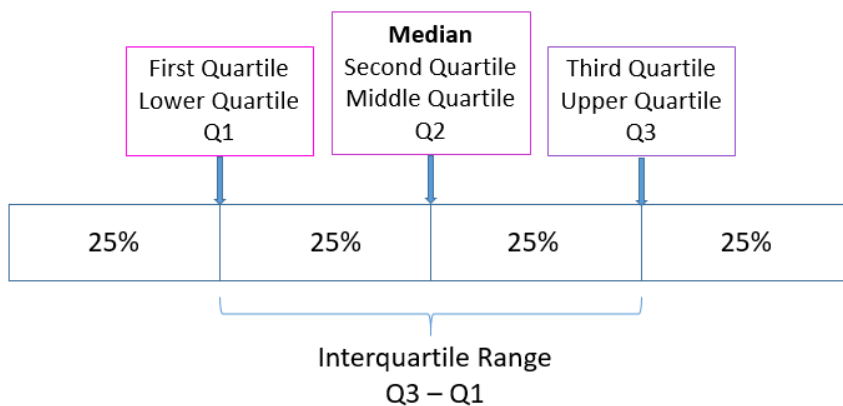 First Quartile
Lower Quartile
Q1
Median
Second Quartile
Middle Quartile
Q2
Third Quartile
Upper Quartile
Q3
25%
25%
25%
25%
Interquartile Range
Q3 – Q1